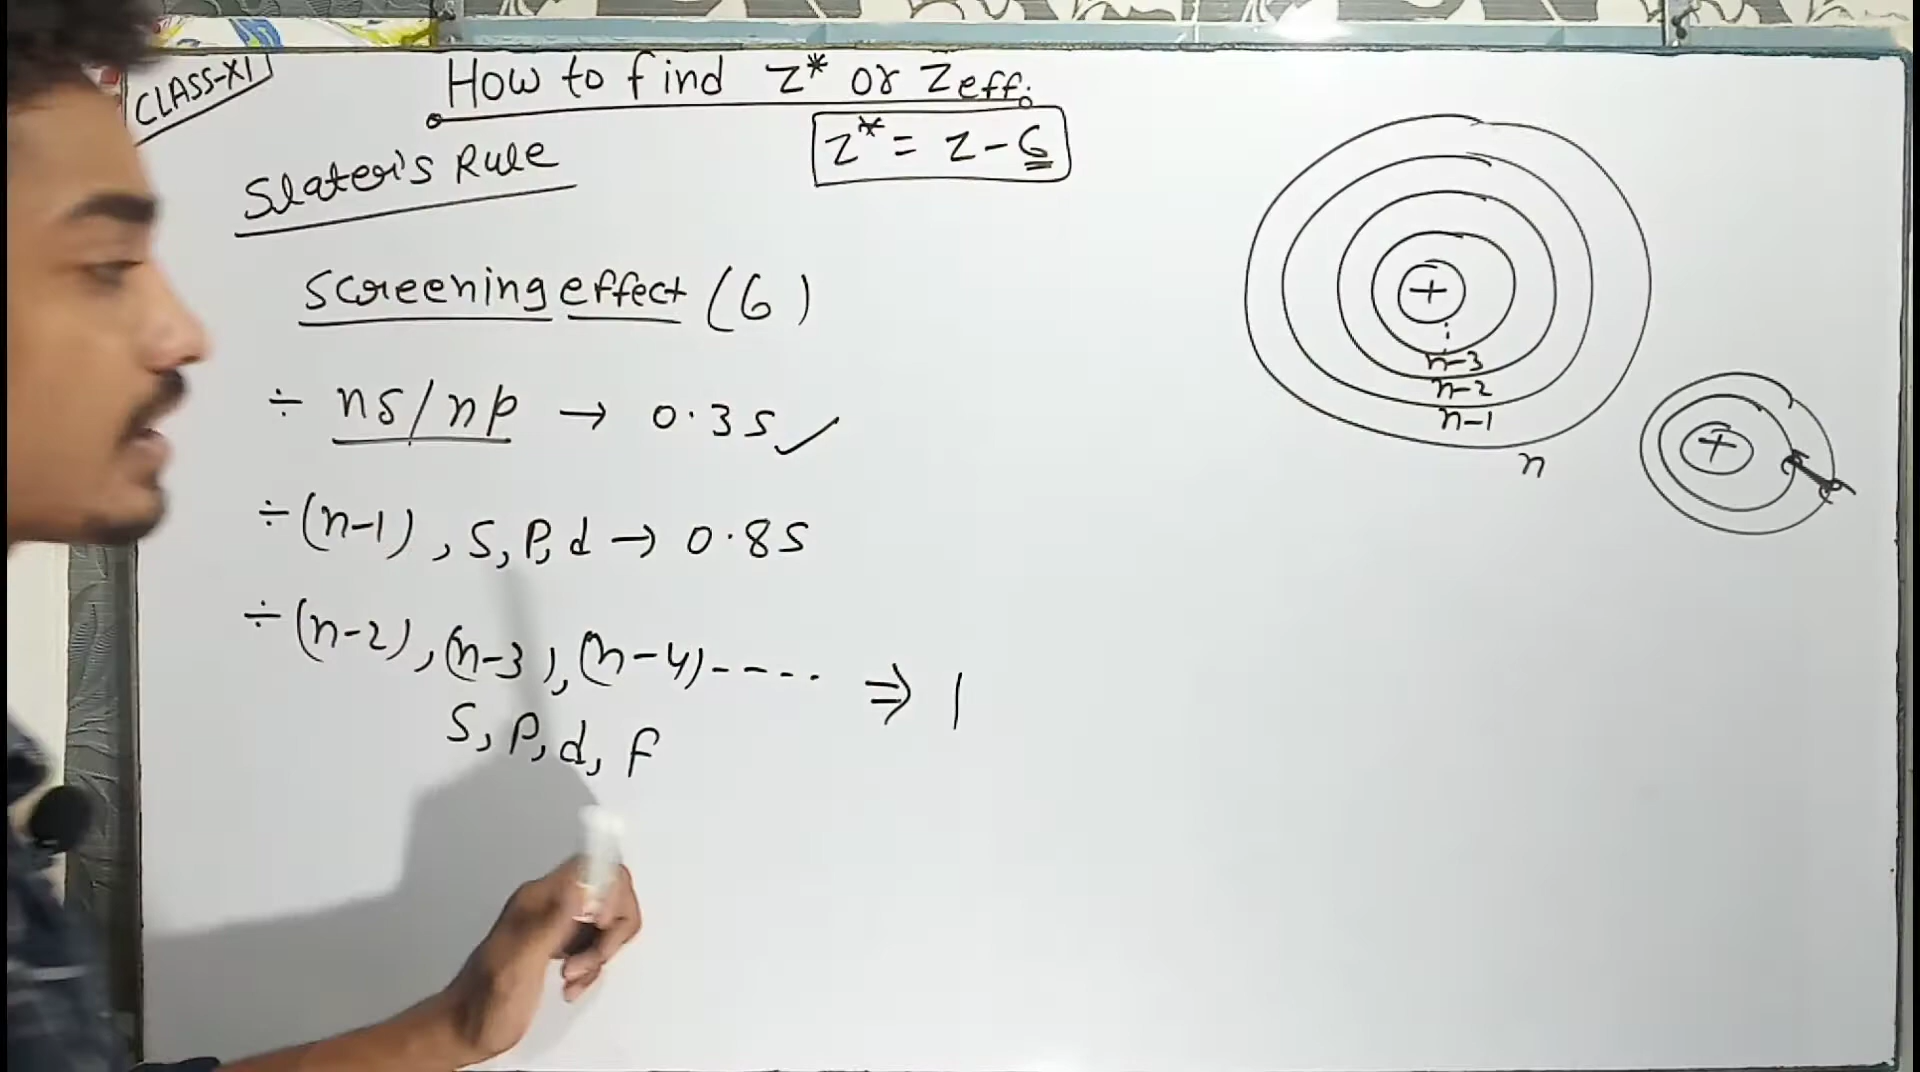 CLASS-XI
How to find Z* or Zeff.
Z* = Z - σ
Slater's Rule
Screening effect (σ)
÷ ns/np → 0.35 ✓
÷ (n-1), s, p, d → 0.85
÷ (n-2), (n-3), (n-4)---- ⇒ 1
s, p, d, f
+
n-3
n-2
n-1
n
+